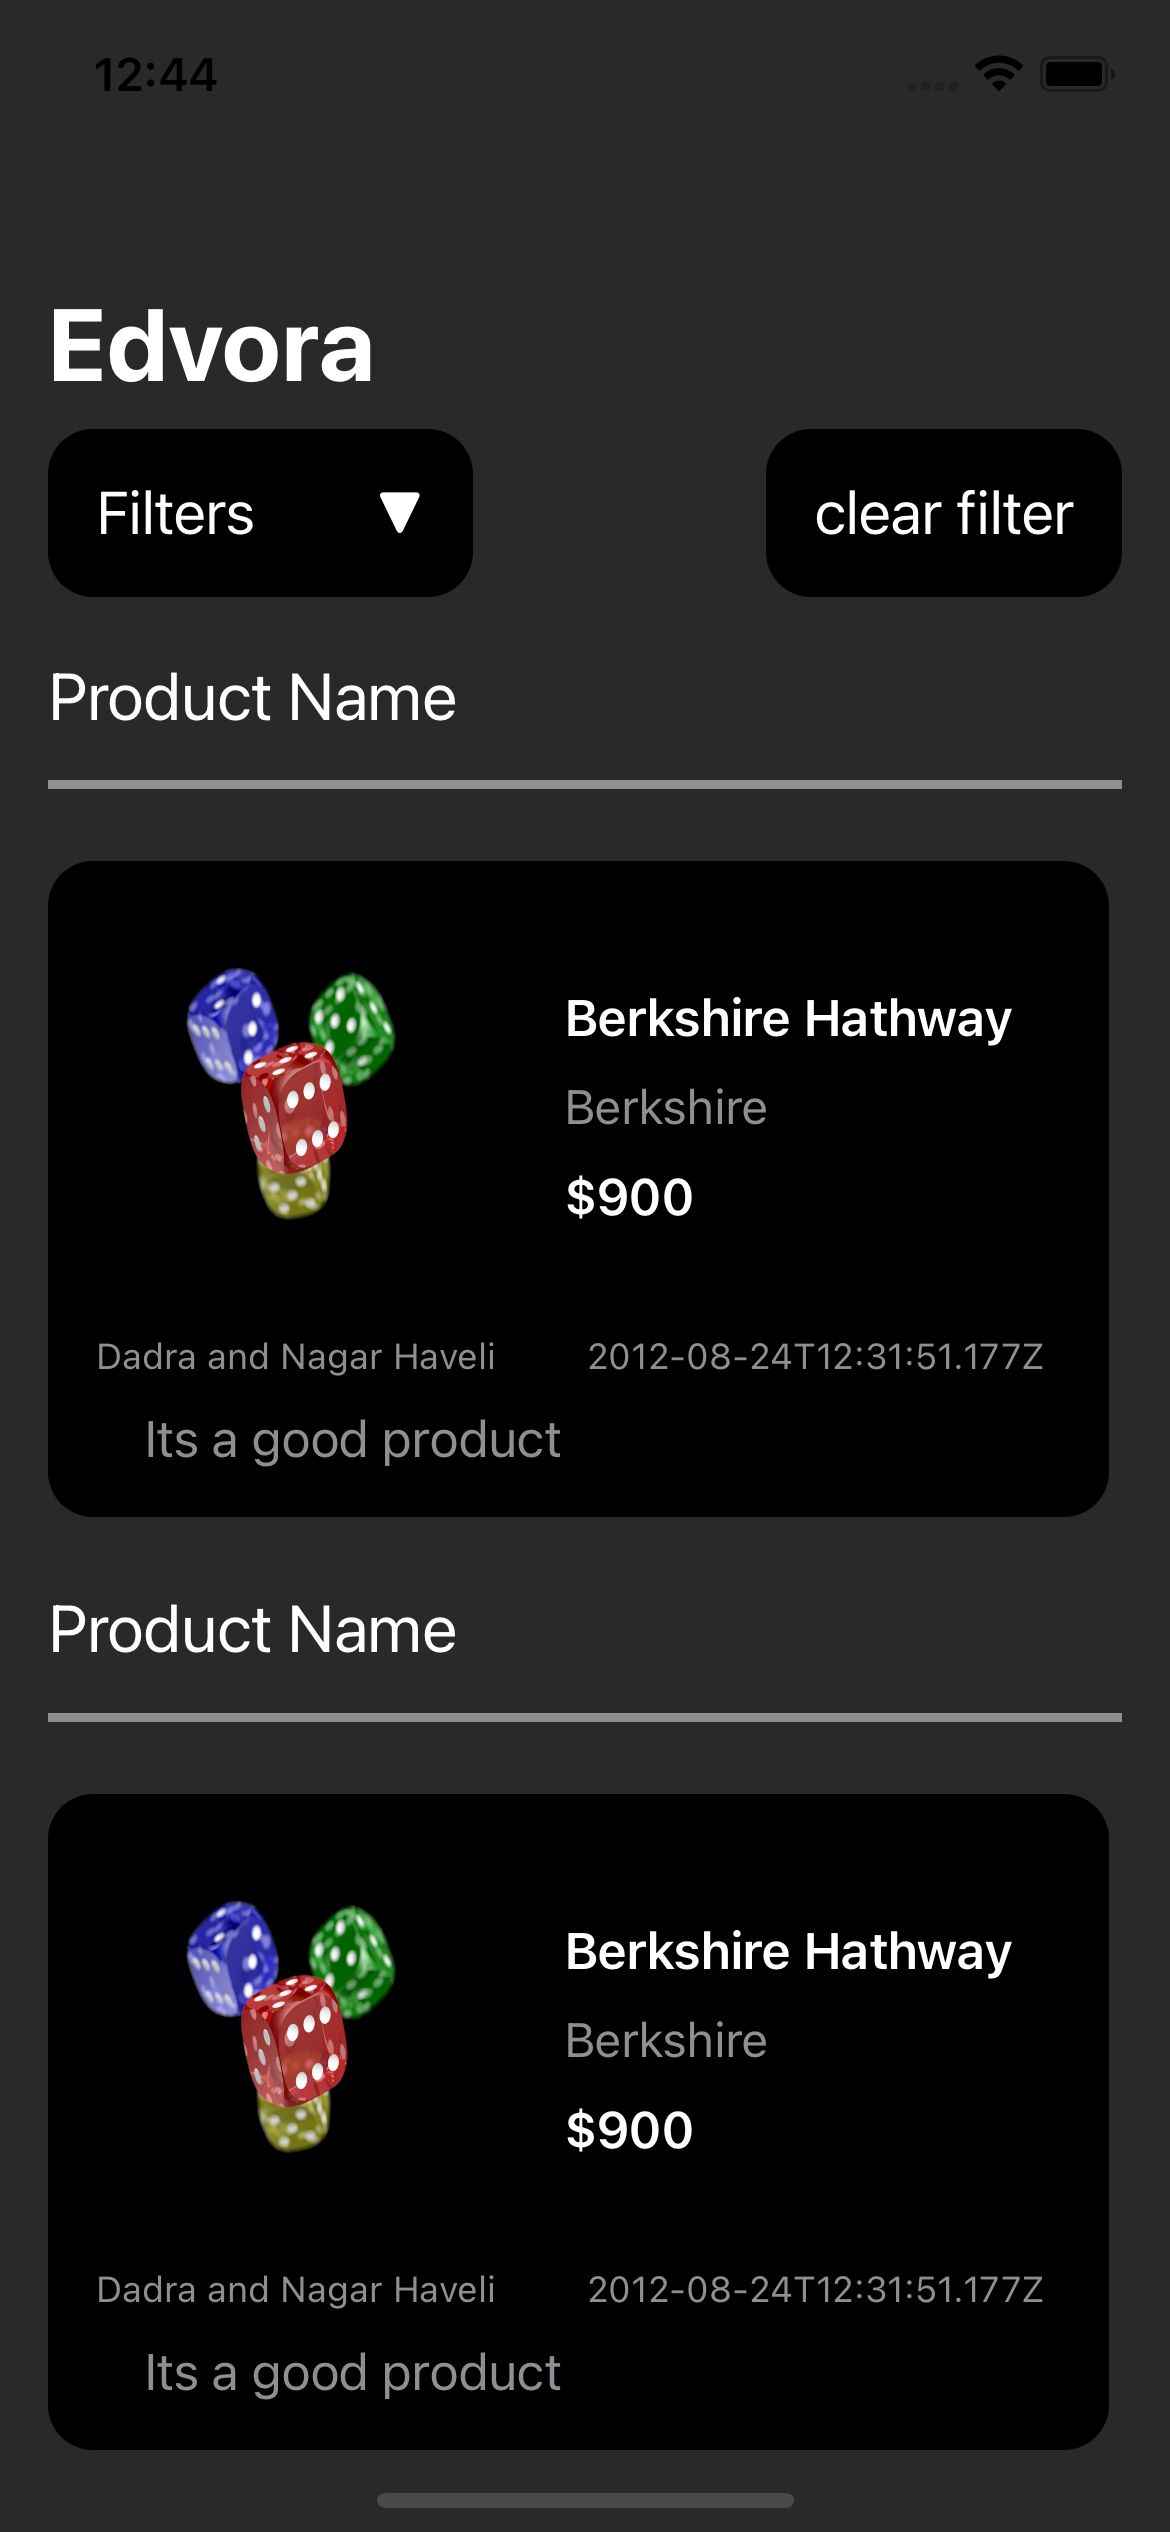 12:44
Edvora
Filters ▼
clear filter
Product Name
Berkshire Hathway
Berkshire
$900
Dadra and Nagar Haveli
2012-08-24T12:31:51.177Z
Its a good product
Product Name
Berkshire Hathway
Berkshire
$900
Dadra and Nagar Haveli
2012-08-24T12:31:51.177Z
Its a good product